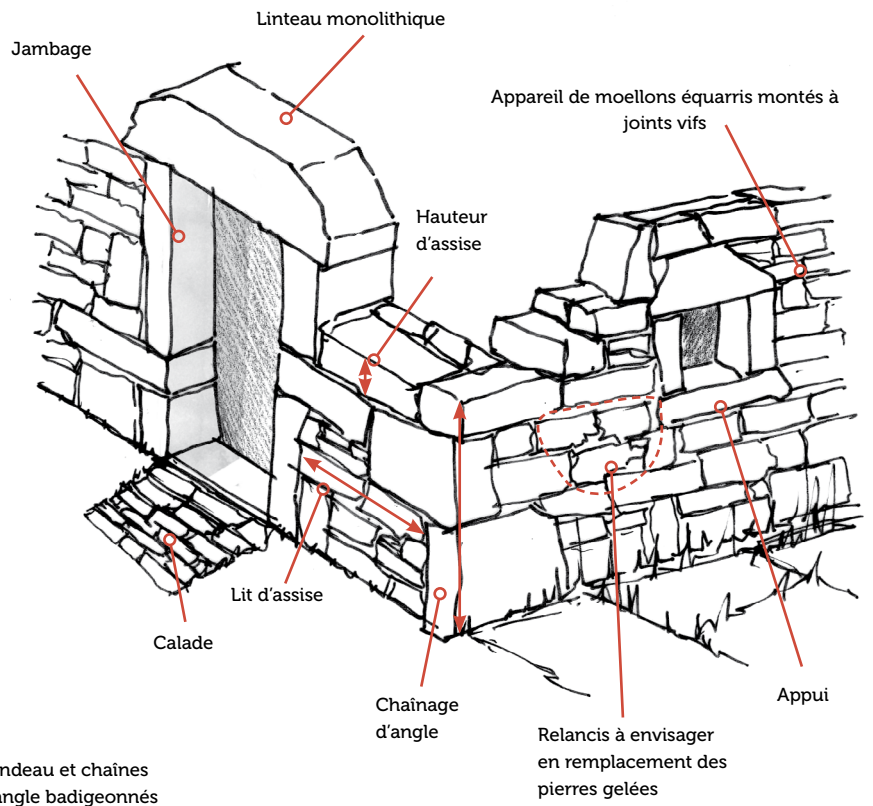 Linteau monolithique
Jambage
Appareil de moellons équarris montés à
joints vifs
Hauteur
d'assise
Lit d'assise
Calade
Chaînage
d'angle
Appui
Relancis à envisager
en remplacement des
pierres gelées
ndeau et chaînes
angle badigeonnés